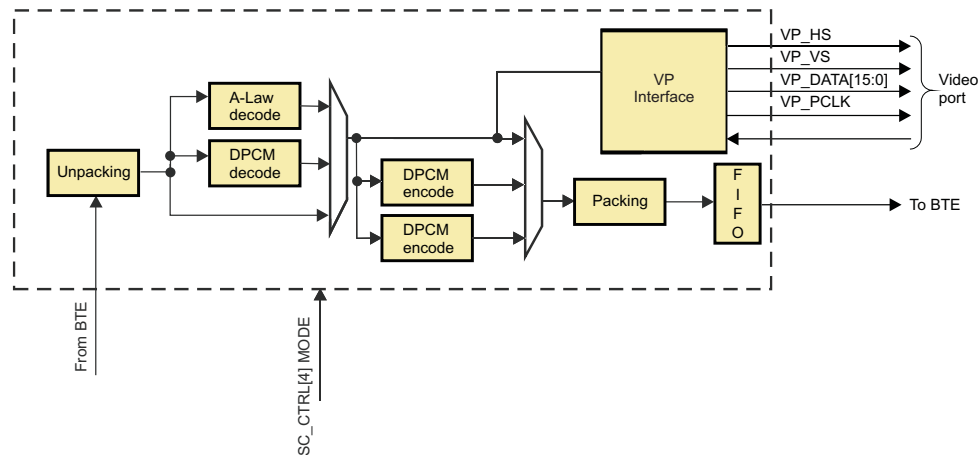 VP_HS
VP_VS
VP_DATA[15:0]
VP_PCLK
Video
port
VP
Interface
A-Law
decode
DPCM
decode
Unpacking
DPCM
encode
DPCM
encode
Packing
F
I
F
O
To BTE
From BTE
SC_CTRL[4] MODE